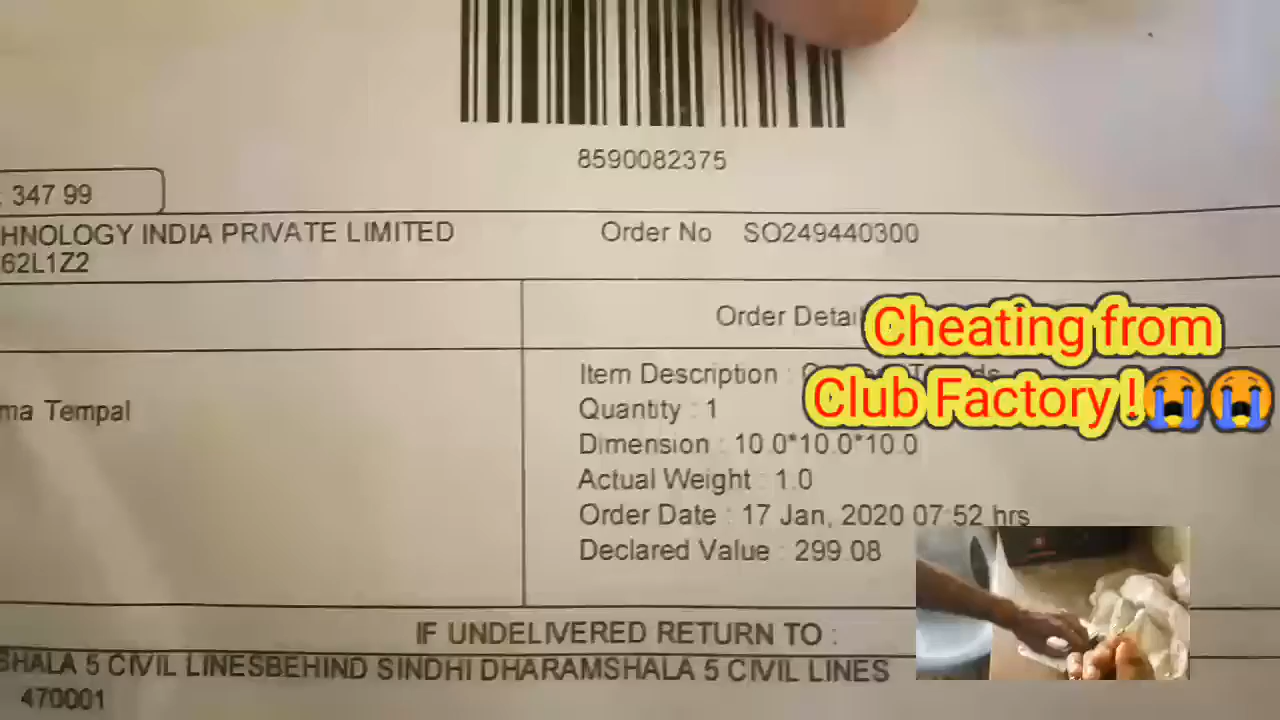 8590082375
347 99
HNOLOGY INDIA PRIVATE LIMITED
62L1Z2
Order No SO249440300
Order Detai
Cheating from
Club Factory !😭😭
ma Tempal
Item Description :
Quantity : 1
Dimension : 10.0*10.0*10.0
Actual Weight : 1.0
Order Date : 17 Jan, 2020 07:52 hrs
Declared Value : 299.08
IF UNDELIVERED RETURN TO :
SHALA 5 CIVIL LINESBEHIND SINDHI DHARAMSHALA 5 CIVIL LINES
470001